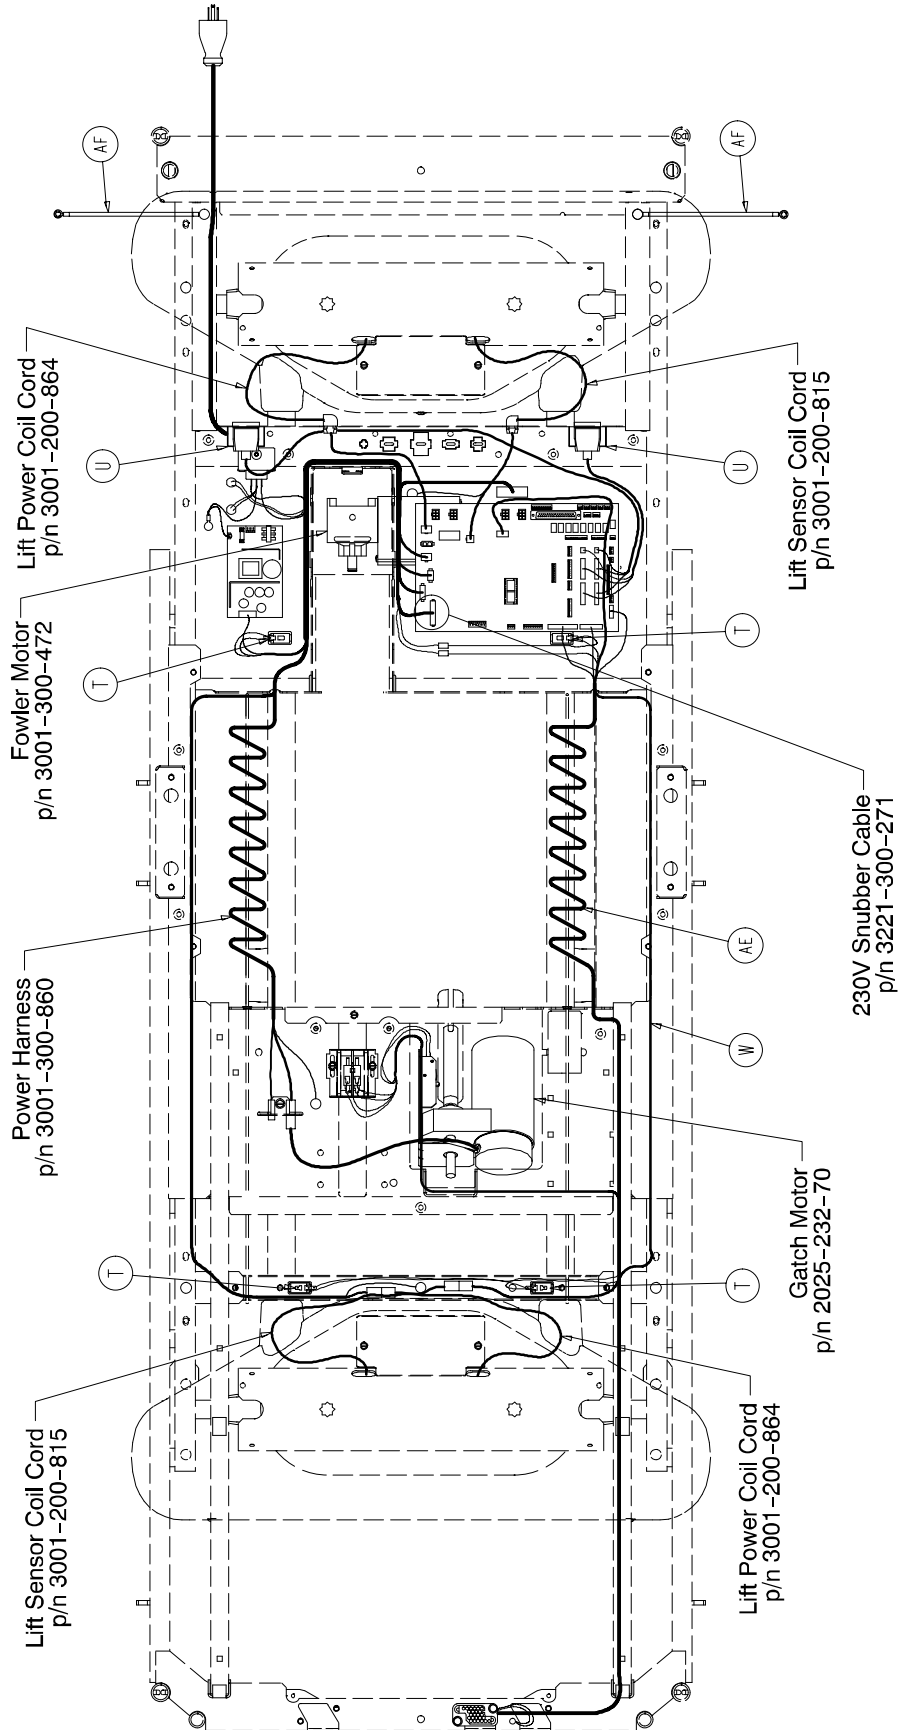 AF
AF
Lift Power Coil Cord
p/n 3001-200-864
U
U
Lift Sensor Coil Cord
p/n 3001-200-815
Fowler Motor
p/n 3001-300-472
T
T
230V Snubber Cable
p/n 3221-300-271
Power Harness
p/n 3001-300-860
AE
W
Gatch Motor
p/n 2025-232-70
T
T
Lift Sensor Coil Cord
p/n 3001-200-815
Lift Power Coil Cord
p/n 3001-200-864